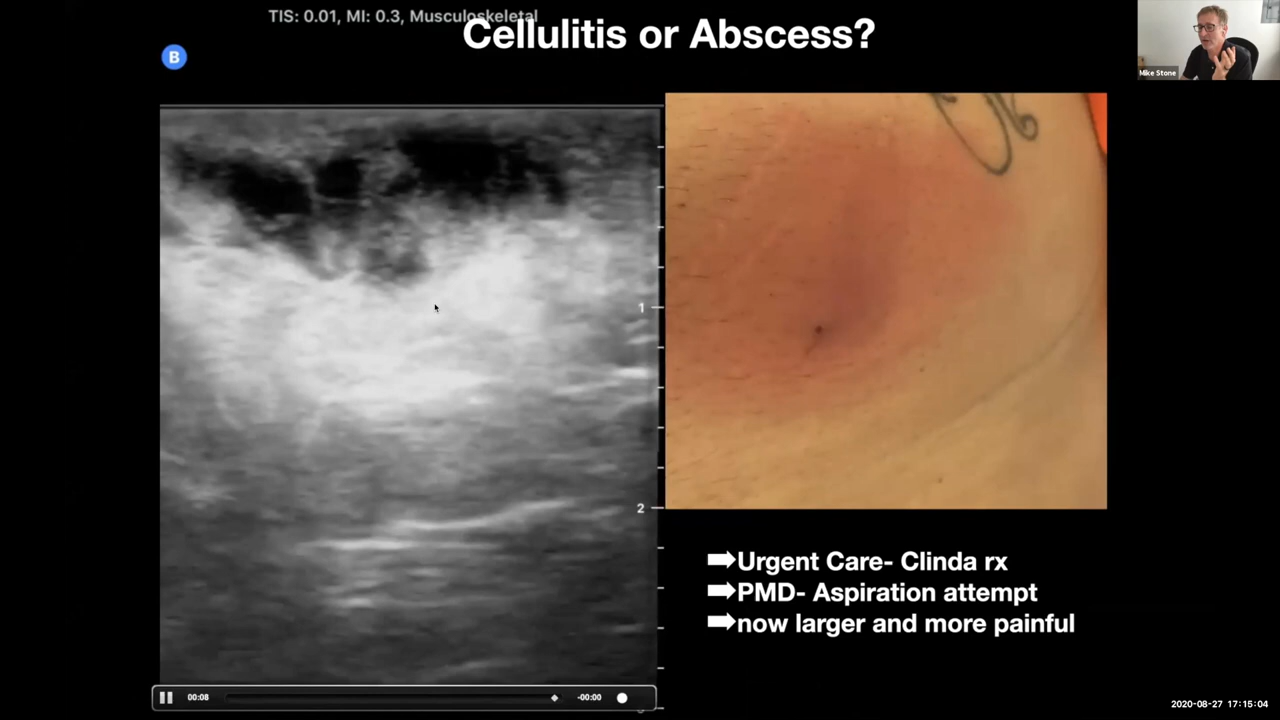 TIS: 0.01, MI: 0.3, Musculoskeletal
Cellulitis or Abscess?
B
Mike Stone
1
2
➡Urgent Care- Clinda rx
➡PMD- Aspiration attempt
➡now larger and more painful
00:08
-00:00
2020-08-27 17:15:04